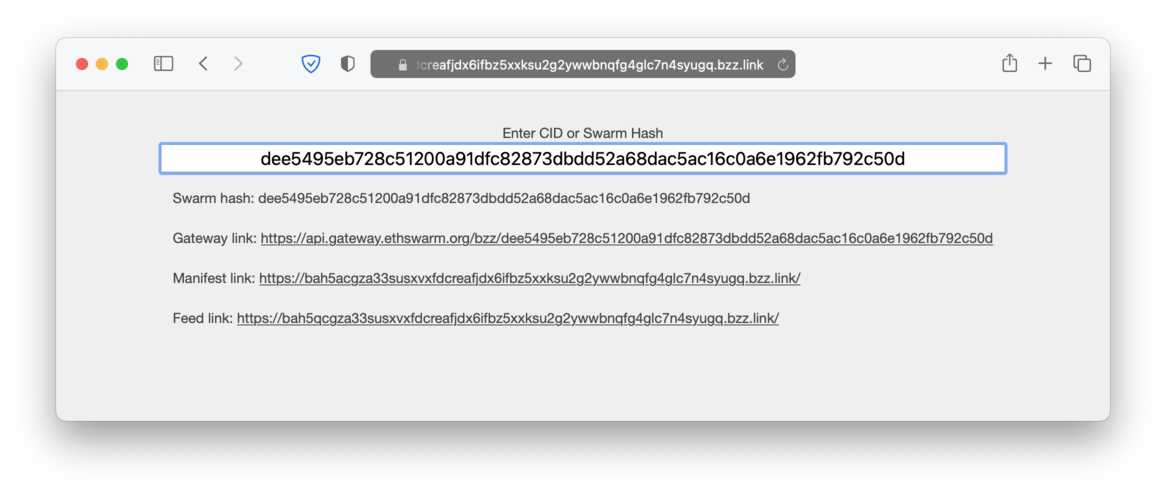 creafjdx6ifbz5xxksu2g2ywwbnqfg4glc7n4syugq.bzz.link
Enter CID or Swarm Hash
dee5495eb728c51200a91dfc82873dbdd52a68dac5ac16c0a6e1962fb792c50d
Swarm hash: dee5495eb728c51200a91dfc82873dbdd52a68dac5ac16c0a6e1962fb792c50d
Gateway link: https://api.gateway.ethswarm.org/bzz/dee5495eb728c51200a91dfc82873dbdd52a68dac5ac16c0a6e1962fb792c50d
Manifest link: https://bah5acgza33susxvxfdcreafjdx6ifbz5xxksu2g2ywwbnqfg4glc7n4syugq.bzz.link/
Feed link: https://bah5qcgza33susxvxfdcreafjdx6ifbz5xxksu2g2ywwbnqfg4glc7n4syugq.bzz.link/